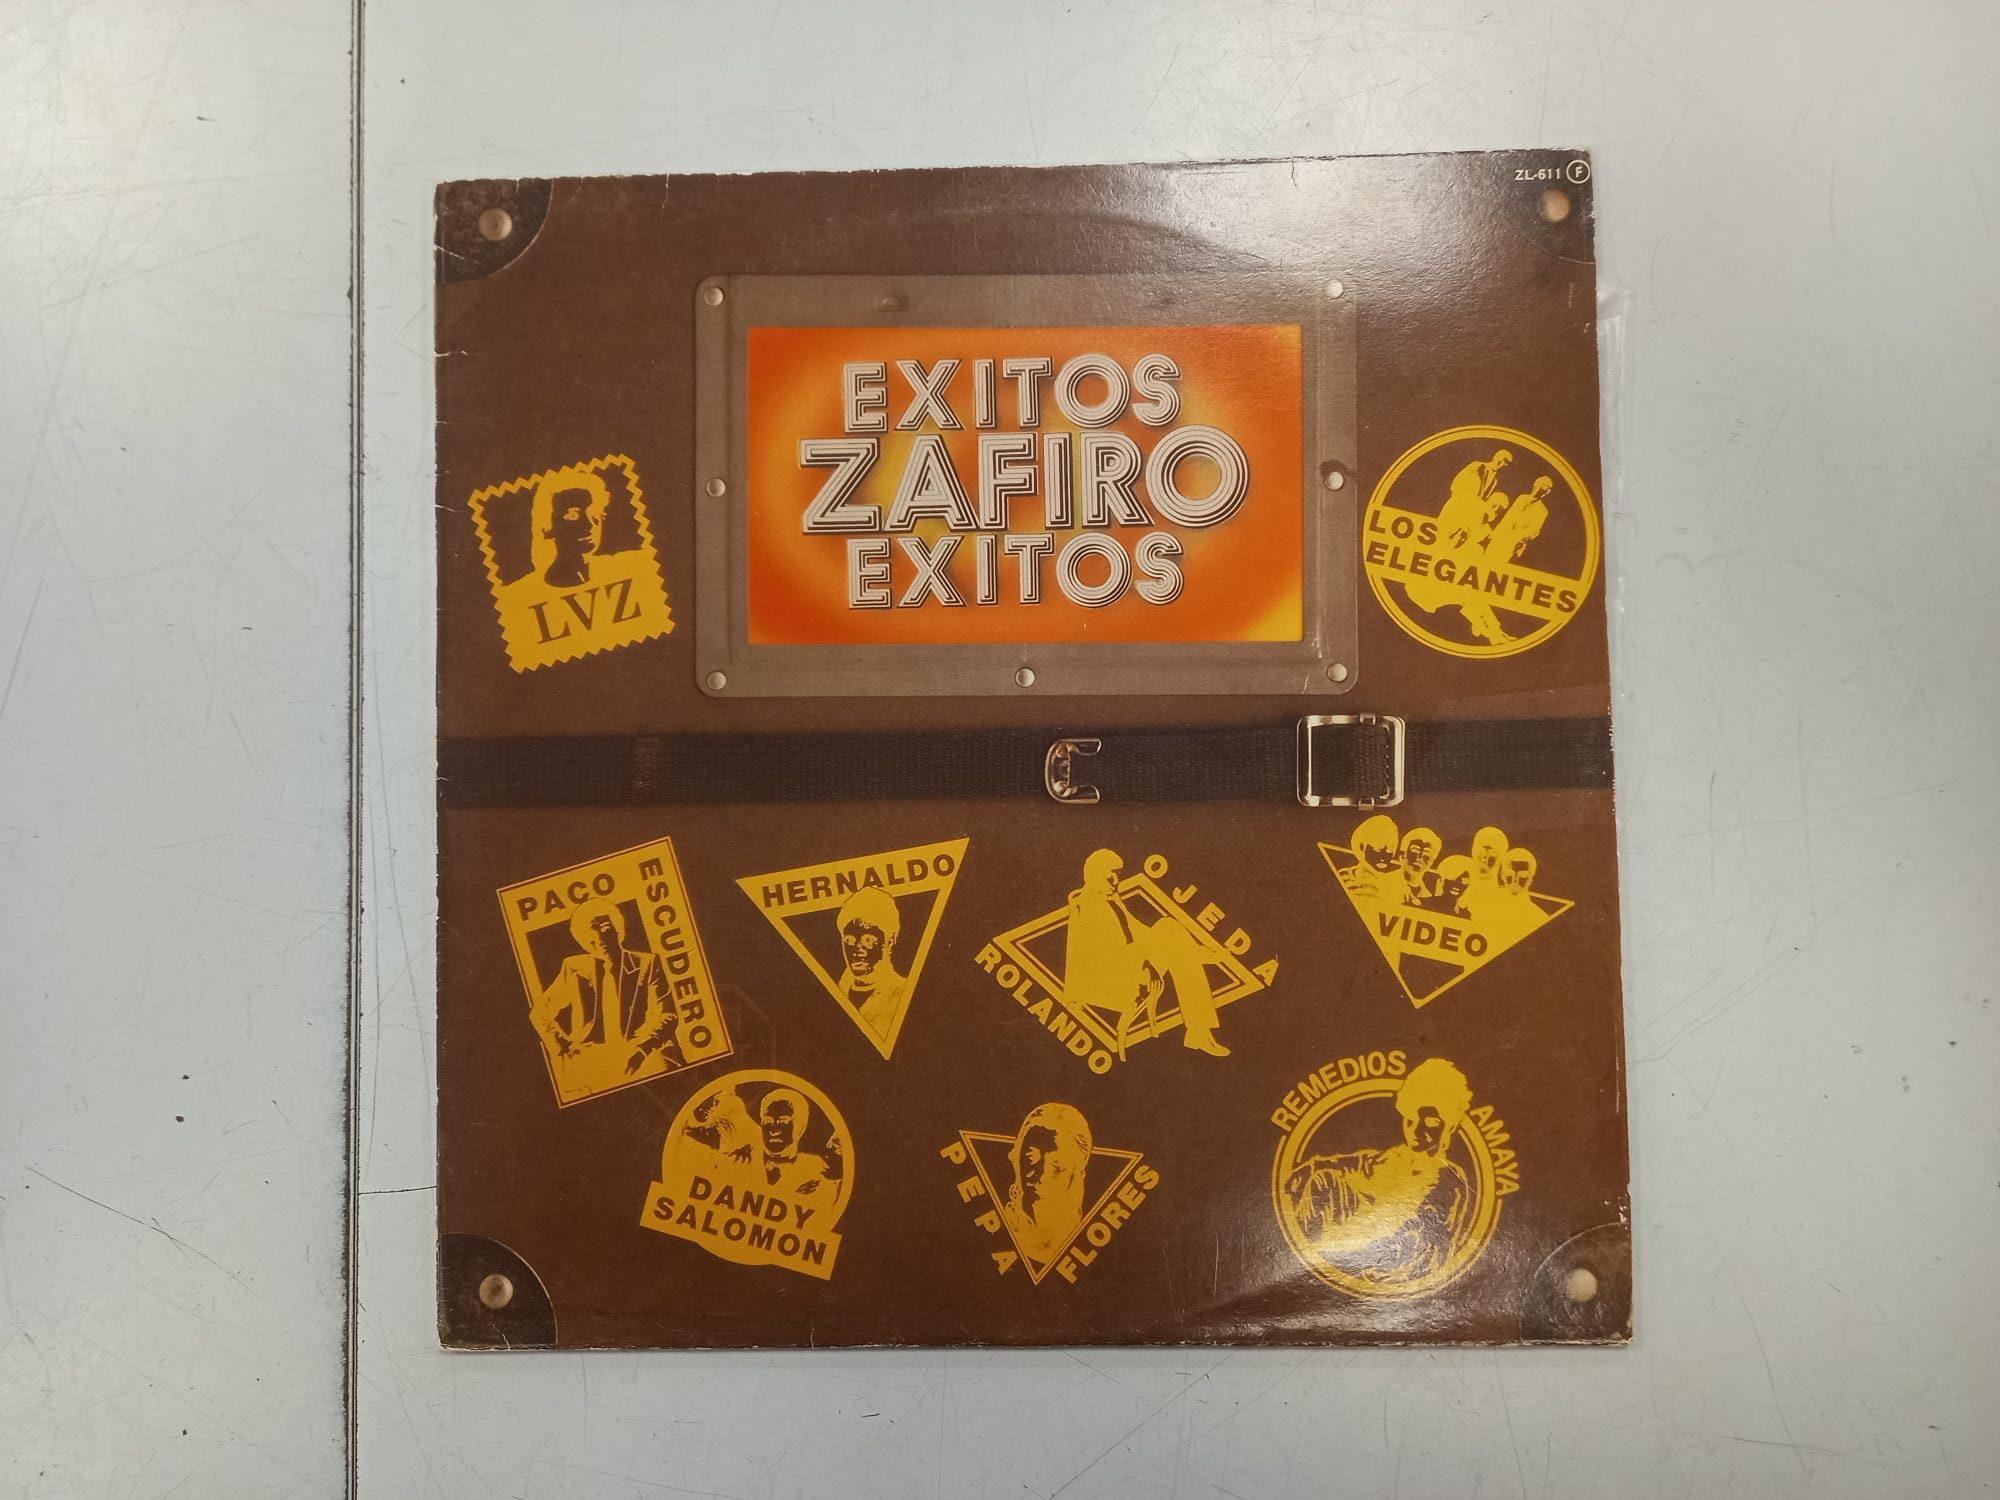 ZL-611 F
EXITOS
ZAFIRO
EXITOS
LVZ
LOS
ELEGANTES
PACO
ESCUDERO
HERNALDO
ROLANDO
OJEDA
VIDEO
DANDY
SALOMON
PEPA
FLORES
REMEDIOS
AMAYA